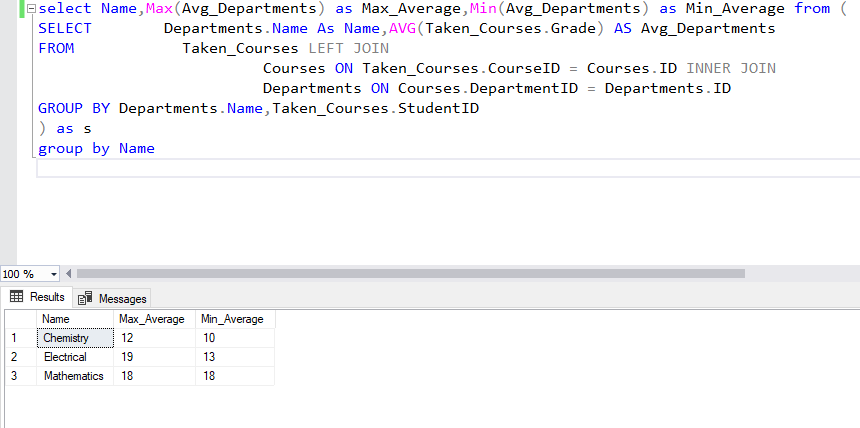 select Name,Max(Avg_Departments) as Max_Average,Min(Avg_Departments) as Min_Average from (
SELECT Departments.Name As Name,AVG(Taken_Courses.Grade) AS Avg_Departments
FROM Taken_Courses LEFT JOIN
Courses ON Taken_Courses.CourseID = Courses.ID INNER JOIN
Departments ON Courses.DepartmentID = Departments.ID
GROUP BY Departments.Name,Taken_Courses.StudentID
) as s
group by Name
100 %
Results Messages
Name Max_Average Min_Average
1 Chemistry 12 10
2 Electrical 19 13
3 Mathematics 18 18